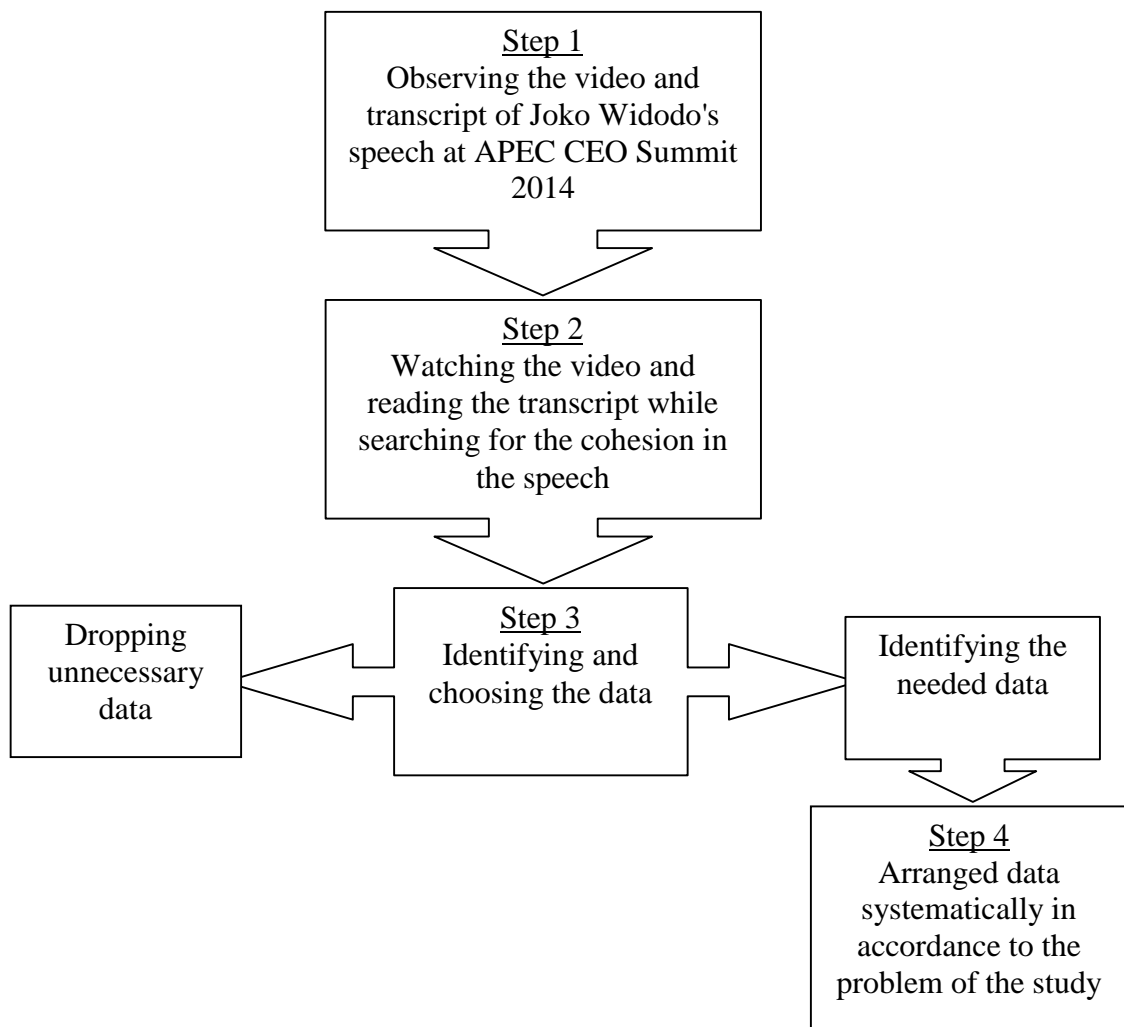 Step 1
Observing the video and
transcript of Joko Widodo's
speech at APEC CEO Summit
2014
Step 2
Watching the video and
reading the transcript while
searching for the cohesion in
the speech
Dropping
unnecessary
data
Step 3
Identifying and
choosing the data
Identifying the
needed data
Step 4
Arranged data
systematically in
accordance to the
problem of the study